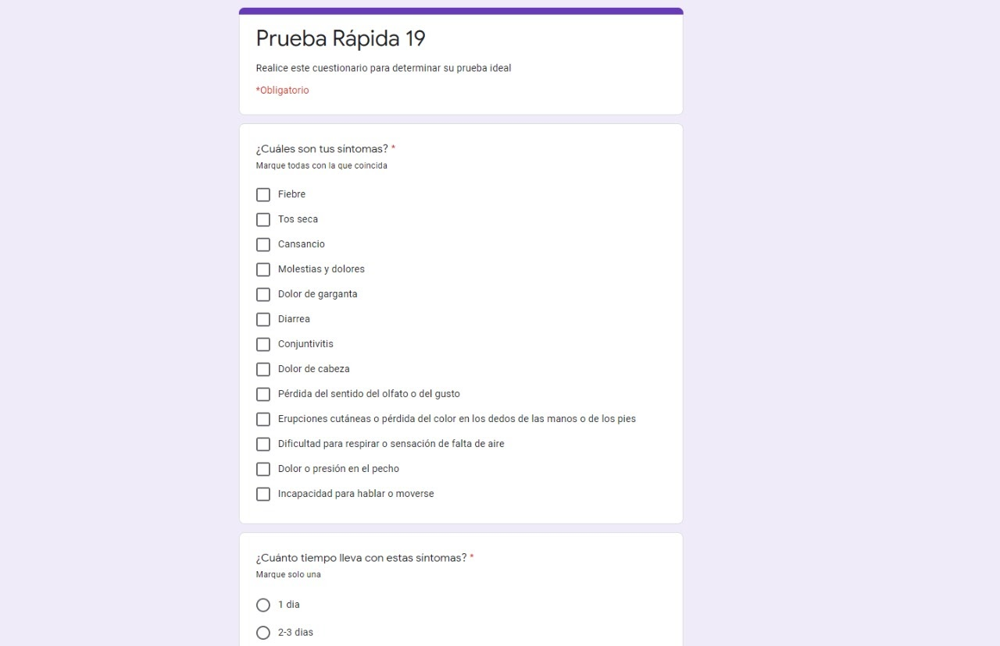 Prueba Rápida 19
Realice este cuestionario para determinar su prueba ideal
*Obligatorio
¿Cuáles son tus síntomas? *
Marque todas con la que coincida
Fiebre
Tos seca
Cansancio
Molestias y dolores
Dolor de garganta
Diarrea
Conjuntivitis
Dolor de cabeza
Pérdida del sentido del olfato o del gusto
Erupciones cutáneas o pérdida del color en los dedos de las manos o de los pies
Dificultad para respirar o sensación de falta de aire
Dolor o presión en el pecho
Incapacidad para hablar o moverse
¿Cuánto tiempo lleva con estas síntomas? *
Marque solo una
1 dia
2-3 dias